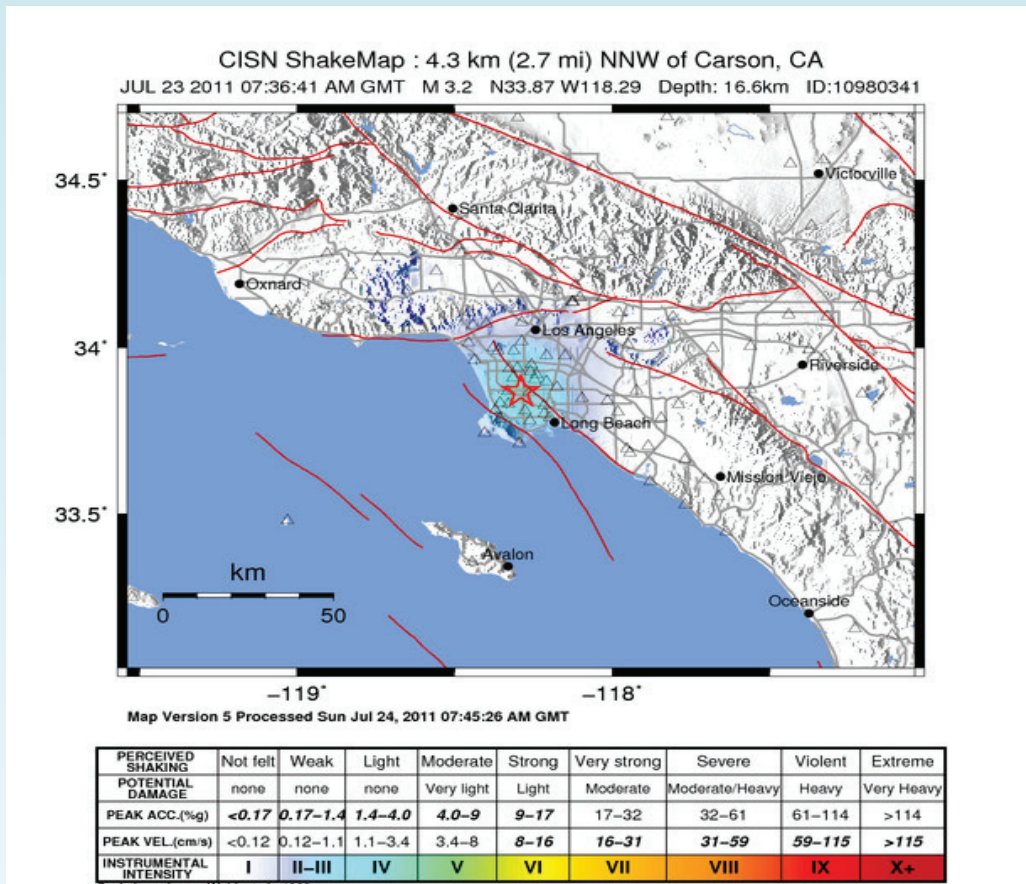 CISN ShakeMap : 4.3 km (2.7 mi) NNW of Carson, CA
JUL 23 2011 07:36:41 AM GMT M 3.2 N33.87 W118.29 Depth: 16.6km ID:10980341
34.5°
Victorville
Santa Clarita
Oxnard
34°
Los Angeles
Riverside
Long Beach
Mission Viejo
33.5°
Avalon
km
0 50
Oceanside
-119° -118°
Map Version 5 Processed Sun Jul 24, 2011 07:45:26 AM GMT
PERCEIVED SHAKING Not felt Weak Light Moderate Strong Very strong Severe Violent Extreme
POTENTIAL DAMAGE none none none Very light Light Moderate Moderate/Heavy Heavy Very Heavy
PEAK ACC.(%g) <0.17 0.17-1.4 1.4-4.0 4.0-9 9-17 17-32 32-61 61-114 >114
PEAK VEL.(cm/s) <0.12 0.12-1.1 1.1-3.4 3.4-8 8-16 16-31 31-59 59-115 >115
INSTRUMENTAL INTENSITY I II-III IV V VI VII VIII IX X+